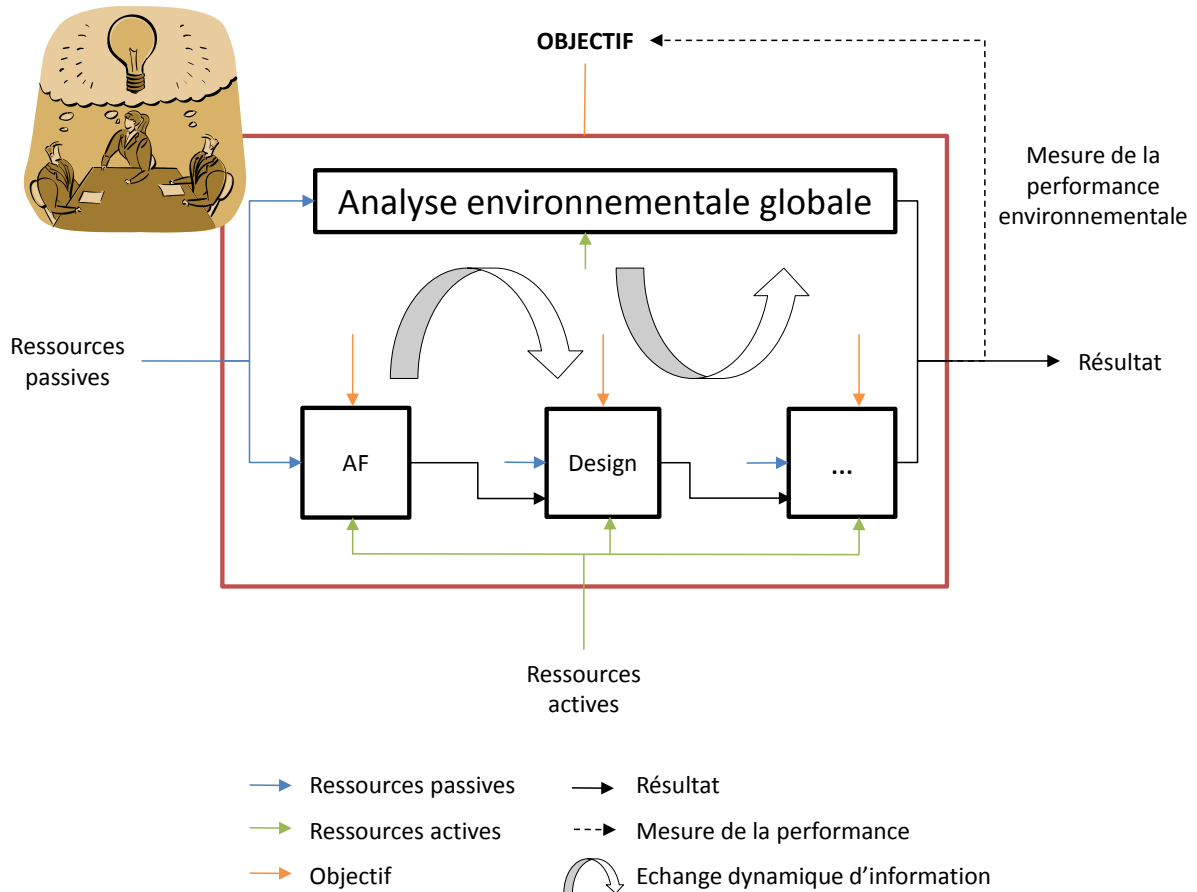 OBJECTIF
Mesure de la
performance
environnementale
Analyse environnementale globale
Ressources
passives
Résultat
AF
Design
...
Ressources
actives
Ressources passives
Résultat
Ressources actives
Mesure de la performance
Objectif
Echange dynamique d'information